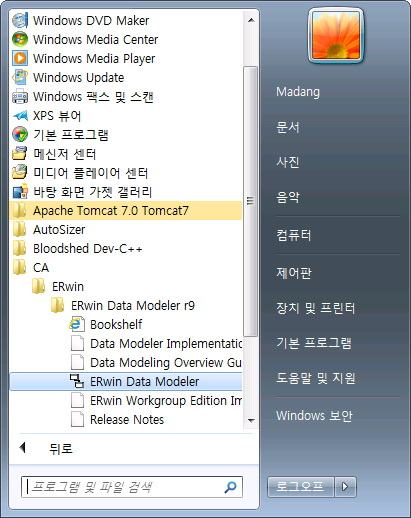 Windows DVD Maker
Windows Media Center
Windows Media Player
Windows Update
Windows 팩스 및 스캔
XPS 뷰어
기본 프로그램
메신저 센터
미디어 플레이어 센터
바탕 화면 가젯 갤러리
Apache Tomcat 7.0 Tomcat7
AutoSizer
Bloodshed Dev-C++
CA
ERwin
ERwin Data Modeler r9
Bookshelf
Data Modeler Implementatio
Data Modeling Overview Gu
ERwin Data Modeler
ERwin Workgroup Edition Im
Release Notes
뒤로
프로그램 및 파일 검색
Madang
문서
사진
음악
컴퓨터
제어판
장치 및 프린터
기본 프로그램
도움말 및 지원
Windows 보안
로그오프